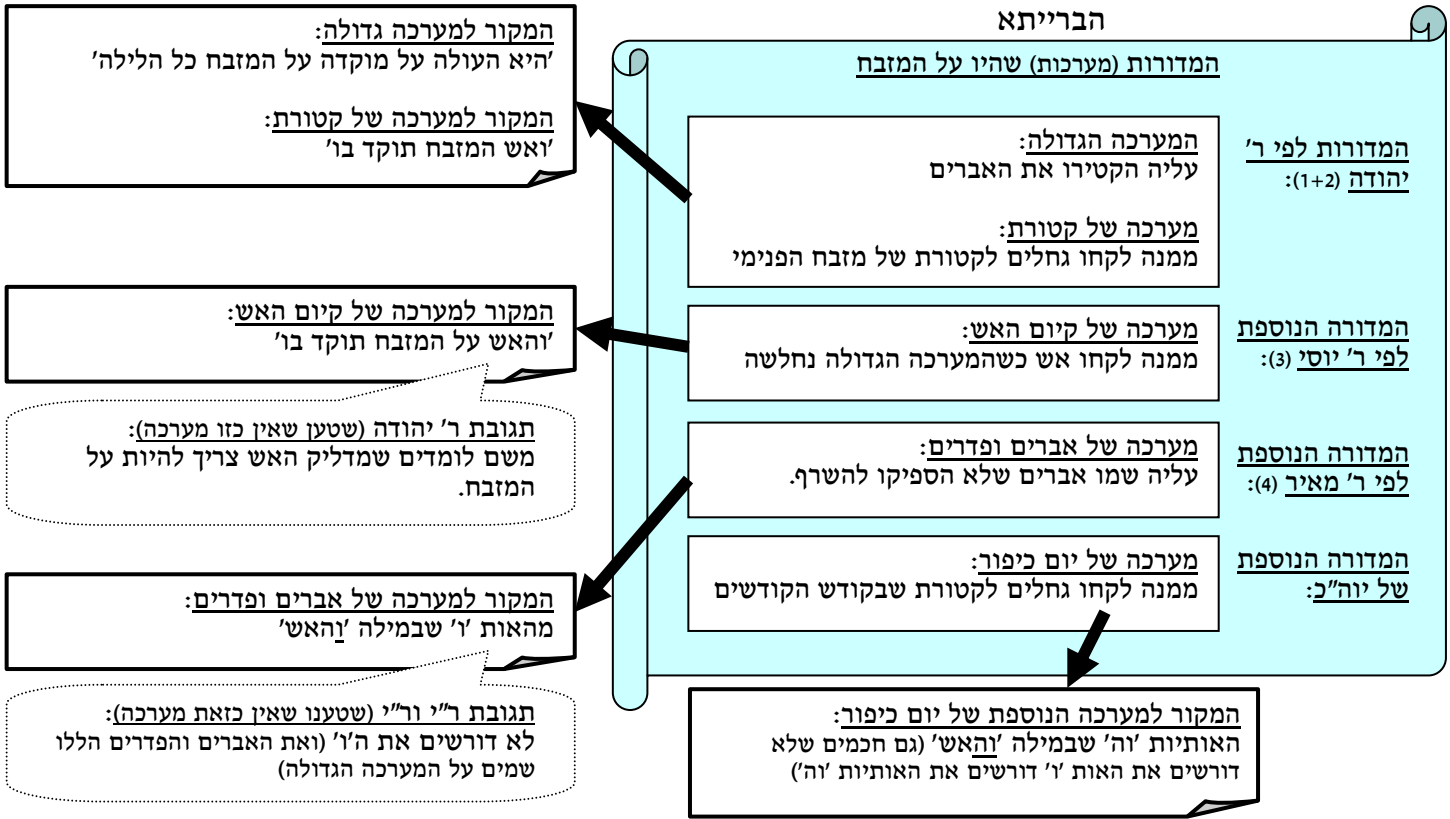 הברייתא
המדורות (מערכות) שהיו על המזבח
המדורות לפי ר'
יהודה (1+2):
המערכה הגדולה:
עליה הקטירו את האברים
מערכה של קטורת:
ממנה לקחו גחלים לקטורת של מזבח הפנימי
המקור למערכה גדולה:
'היא העולה על מוקדה על המזבח כל הלילה'
המקור למערכה של קטורת:
'ואש המזבח תוקד בו'
המדורה הנוספת
לפי ר' יוסי (3):
מערכה של קיום האש:
ממנה לקחו אש כשהמערכה הגדולה נחלשה
המקור למערכה של קיום האש:
'והאש על המזבח תוקד בו'
תגובת ר' יהודה (שטען שאין כזו מערכה):
משם לומדים שמדליק האש צריך להיות על
המזבח.
המדורה הנוספת
לפי ר' מאיר (4):
מערכה של אברים ופדרים:
עליה שמו אברים שלא הספיקו להשרף.
המקור למערכה של אברים ופדרים:
מהאות 'ו' שבמילה 'והאש'
תגובת ר"י ור"י (שטענו שאין כזאת מערכה):
לא דורשים את ה'ו' (ואת האברים והפדרים הללו
שמים על המערכה הגדולה)
המדורה הנוספת
של יוה"כ:
מערכה של יום כיפור:
ממנה לקחו גחלים לקטורת שבקודש הקודשים
המקור למערכה הנוספת של יום כיפור:
האותיות 'וה' שבמילה 'והאש' (גם חכמים שלא
דורשים את האות 'ו' דורשים את האותיות 'וה')